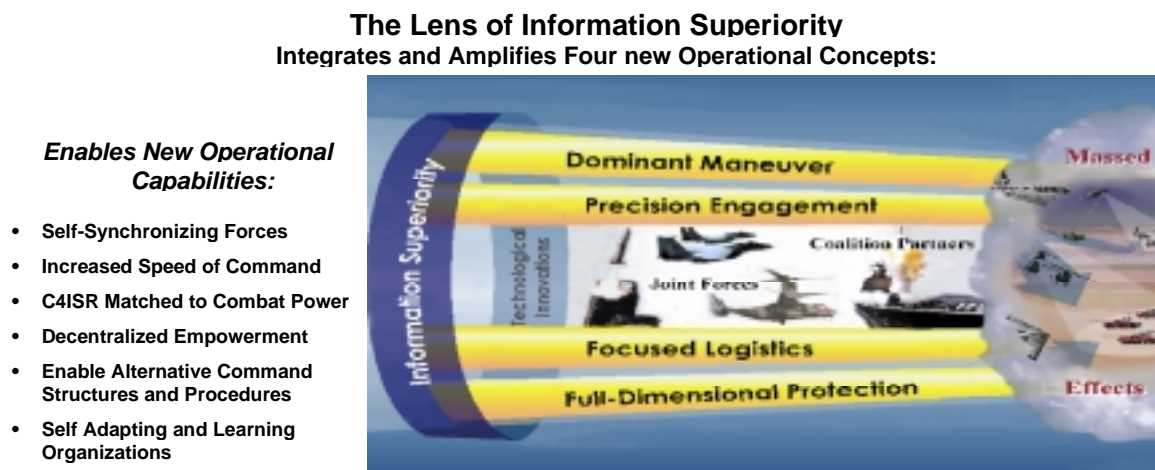 The Lens of Information Superiority
Integrates and Amplifies Four new Operational Concepts:
Enables New Operational
Capabilities:
• Self-Synchronizing Forces
• Increased Speed of Command
• C4ISR Matched to Combat Power
• Decentralized Empowerment
• Enable Alternative Command
Structures and Procedures
• Self Adapting and Learning
Organizations
Information Superiority
Technological
Innovations
Dominant Maneuver
Precision Engagement
Coalition Partners
Joint Forces
Focused Logistics
Full-Dimensional Protection
Massed
Effects